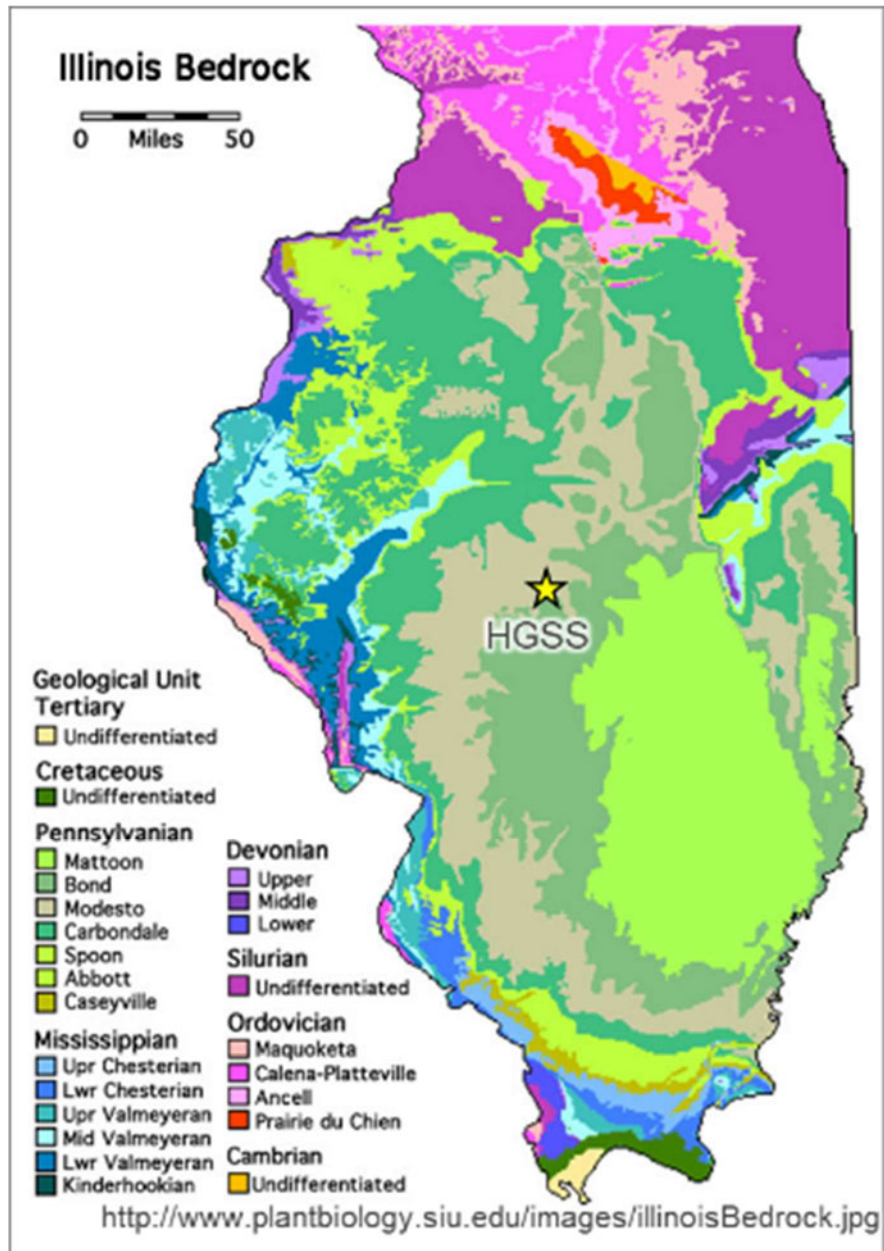 Illinois Bedrock
0 Miles 50
HGSS
Geological Unit
Tertiary
Undifferentiated
Cretaceous
Undifferentiated
Pennsylvanian
Mattoon
Bond
Modesto
Carbondale
Spoon
Abbott
Caseyville
Mississippian
Upr Chesterian
Lwr Chesterian
Upr Valmeyeran
Mid Valmeyeran
Lwr Valmeyeran
Kinderhookian
Devonian
Upper
Middle
Lower
Silurian
Undifferentiated
Ordovician
Maquoketa
Calena-Platteville
Ancell
Prairie du Chien
Cambrian
Undifferentiated
http://www.plantbiology.siu.edu/images/illinoisBedrock.jpg